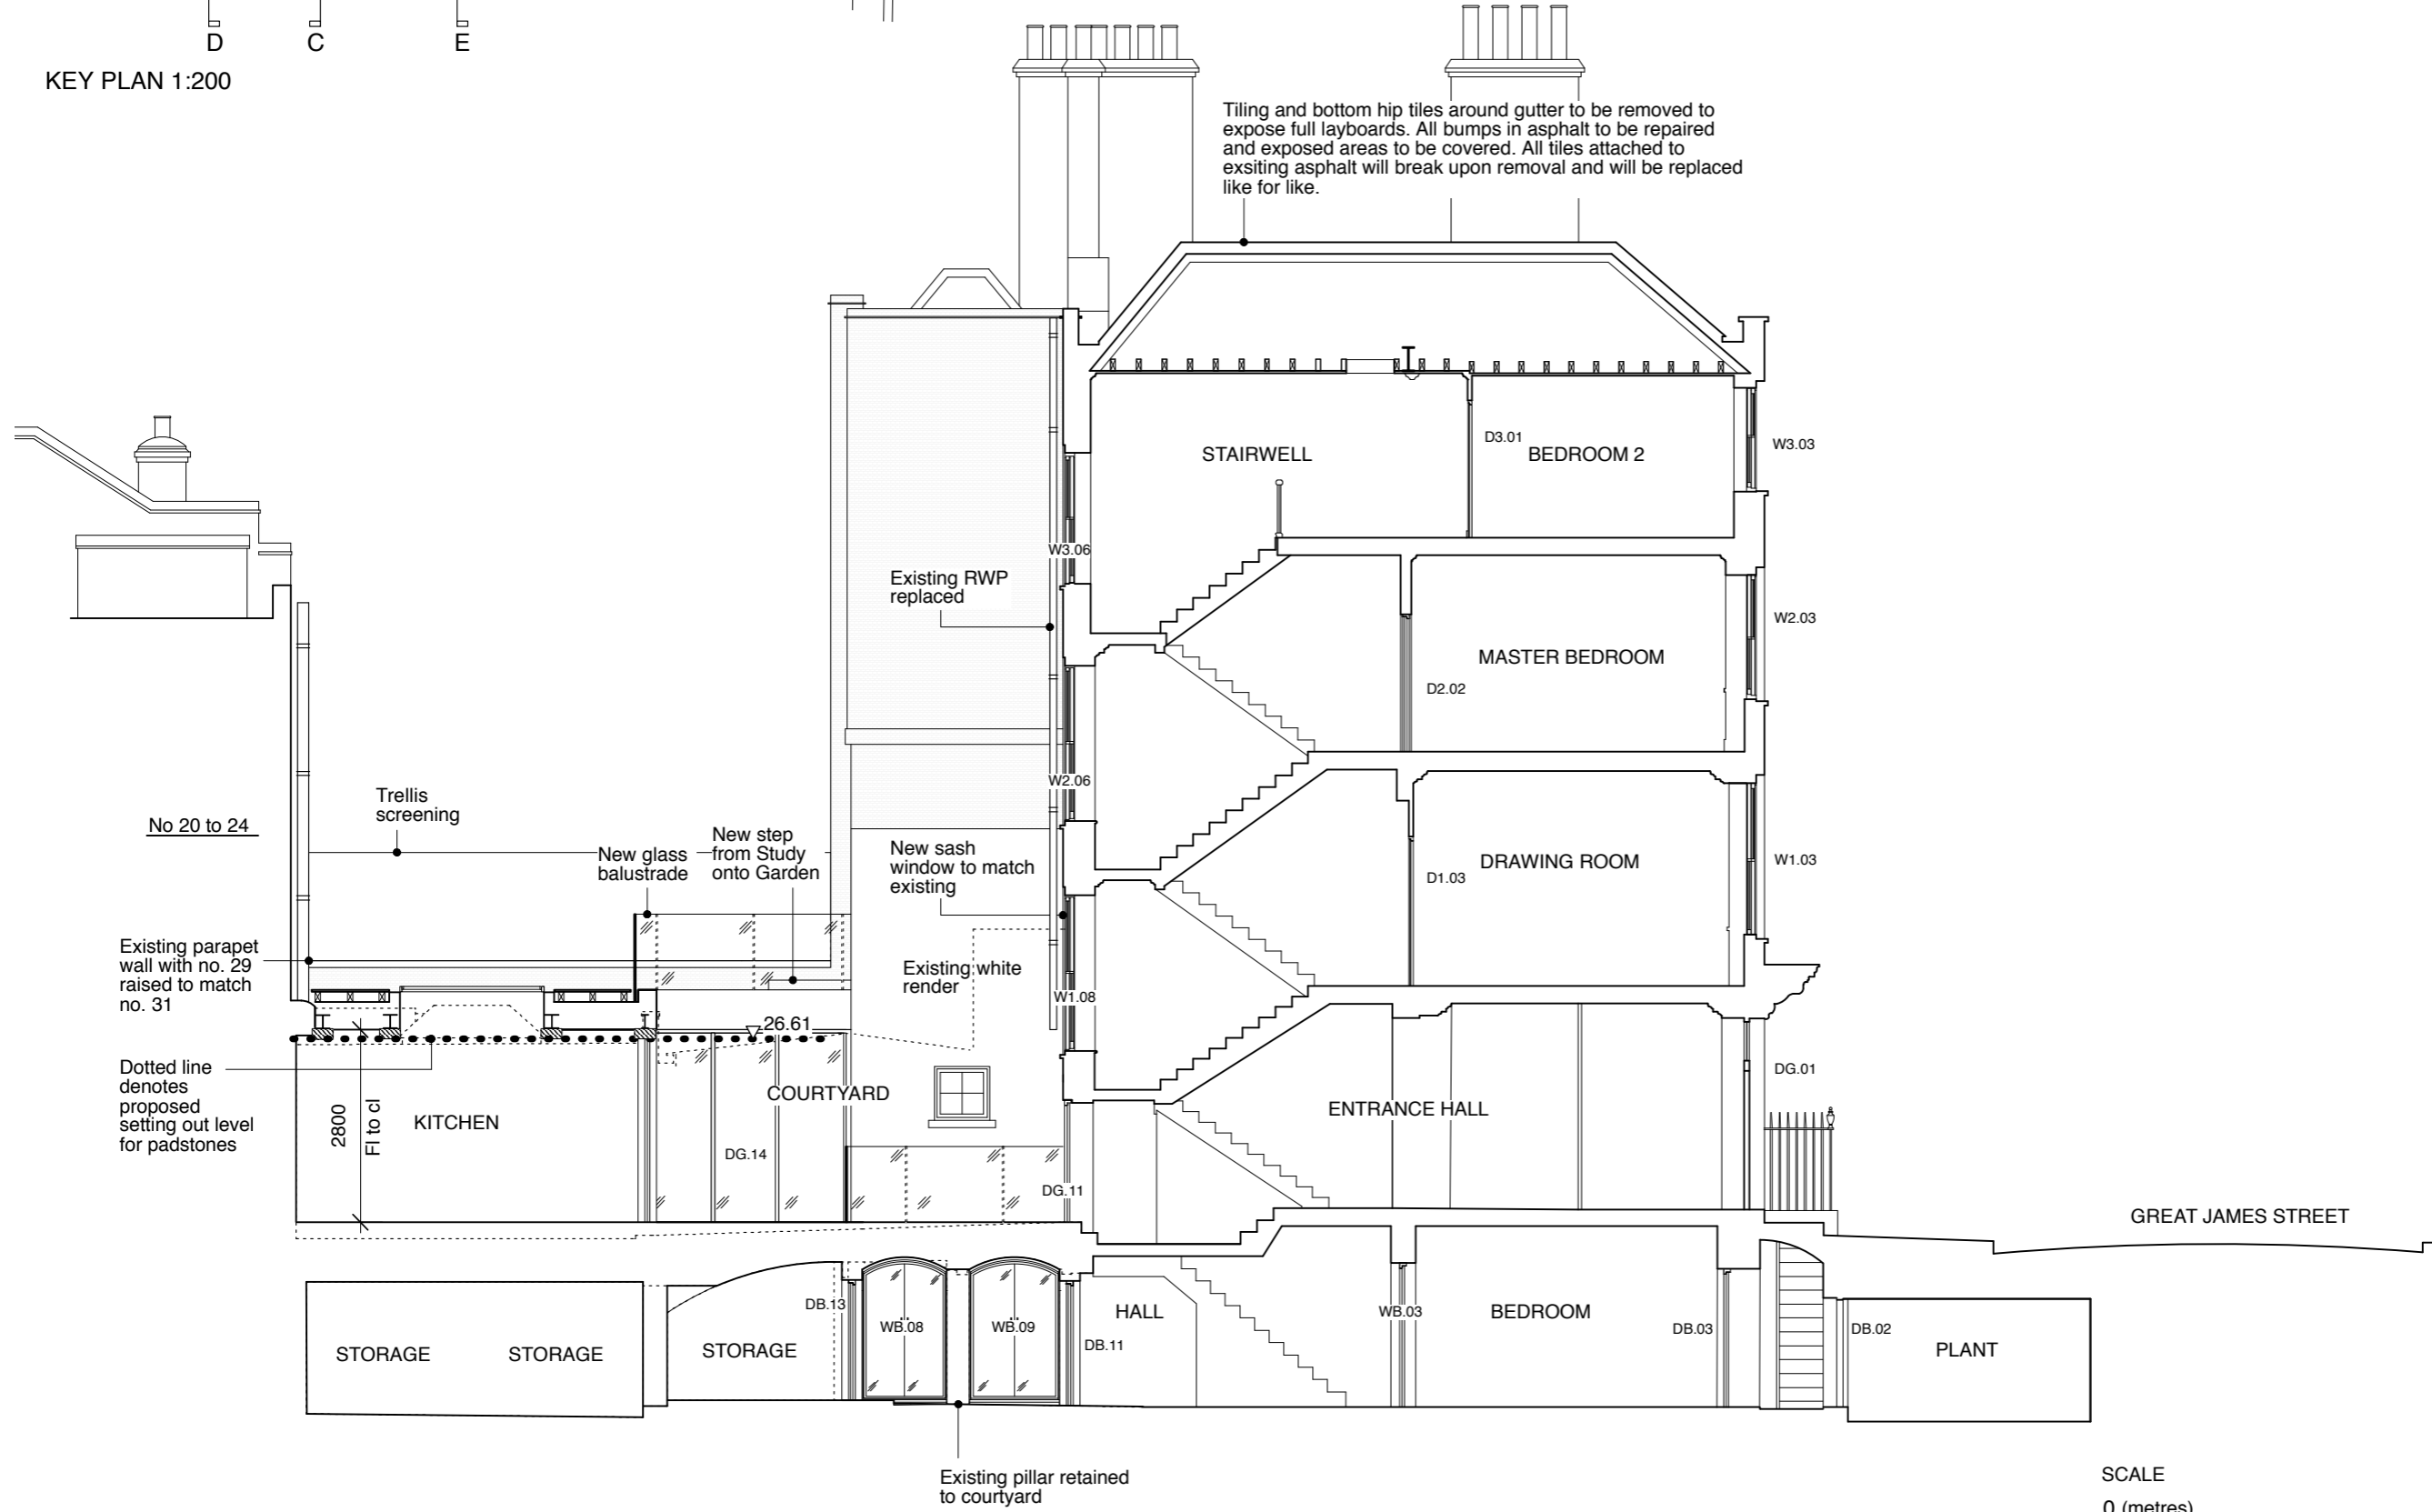 D
C
E
KEY PLAN 1:200
Tiling and bottom hip tiles around gutter to be removed to
expose full layboards. All bumps in asphalt to be repaired
and exposed areas to be covered. All tiles attached to
exsiting asphalt will break upon removal and will be replaced
like for like.
STAIRWELL
D3.01
BEDROOM 2
W3.03
W3.06
Existing RWP
replaced
W2.03
MASTER BEDROOM
D2.02
W2.06
Trellis
screening
No 20 to 24
New glass
balustrade
New step
from Study
onto Garden
New sash
window to match
existing
DRAWING ROOM
D1.03
W1.03
Existing parapet
wall with no. 29
raised to match
no. 31
Existing white
render
W1.08
26.61
Dotted line
denotes
proposed
setting out level
for padstones
2800
Fl to cl
KITCHEN
COURTYARD
DG.14
DG.11
ENTRANCE HALL
DG.01
GREAT JAMES STREET
STORAGE
STORAGE
STORAGE
DB.13
WB.08
WB.09
HALL
DB.11
WB.03
BEDROOM
DB.03
DB.02
PLANT
Existing pillar retained
to courtyard
SCALE
0 (metres)